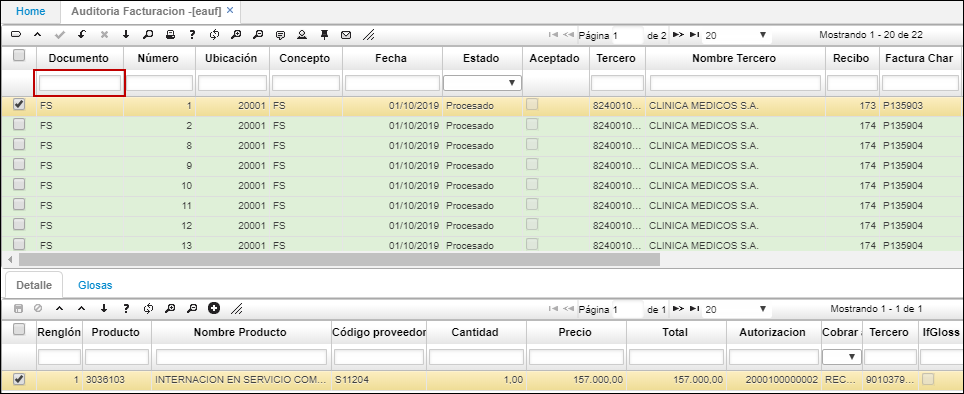 Home Auditoria Facturacion -[eauf] ×
Página 1 de 2 20 Mostrando 1 - 20 de 22
Documento Número Ubicación Concepto Fecha Estado Aceptado Tercero Nombre Tercero Recibo Factura Char
FS 1 20001 FS 01/10/2019 Procesado 8240010... CLINICA MEDICOS S.A. 173 P135903
FS 2 20001 FS 01/10/2019 Procesado 8240010... CLINICA MEDICOS S.A. 174 P135904
FS 8 20001 FS 01/10/2019 Procesado 8240010... CLINICA MEDICOS S.A. 174 P135904
FS 9 20001 FS 01/10/2019 Procesado 8240010... CLINICA MEDICOS S.A. 174 P135904
FS 10 20001 FS 01/10/2019 Procesado 8240010... CLINICA MEDICOS S.A. 174 P135904
FS 11 20001 FS 01/10/2019 Procesado 8240010... CLINICA MEDICOS S.A. 174 P135904
FS 12 20001 FS 01/10/2019 Procesado 8240010... CLINICA MEDICOS S.A. 174 P135904
FS 13 20001 FS 01/10/2019 Procesado 8240010... CLINICA MEDICOS S.A. 174 P135904
Detalle Glosas
Página 1 de 1 20 Mostrando 1 - 1 de 1
Renglón Producto Nombre Producto Código proveedor Cantidad Precio Total Autorizacion Cobrar Tercero IfGloss
1 3036103 INTERNACION EN SERVICIO COM... S11204 1,00 157.000,00 157.000,00 2000100000002 REC... 9010379...